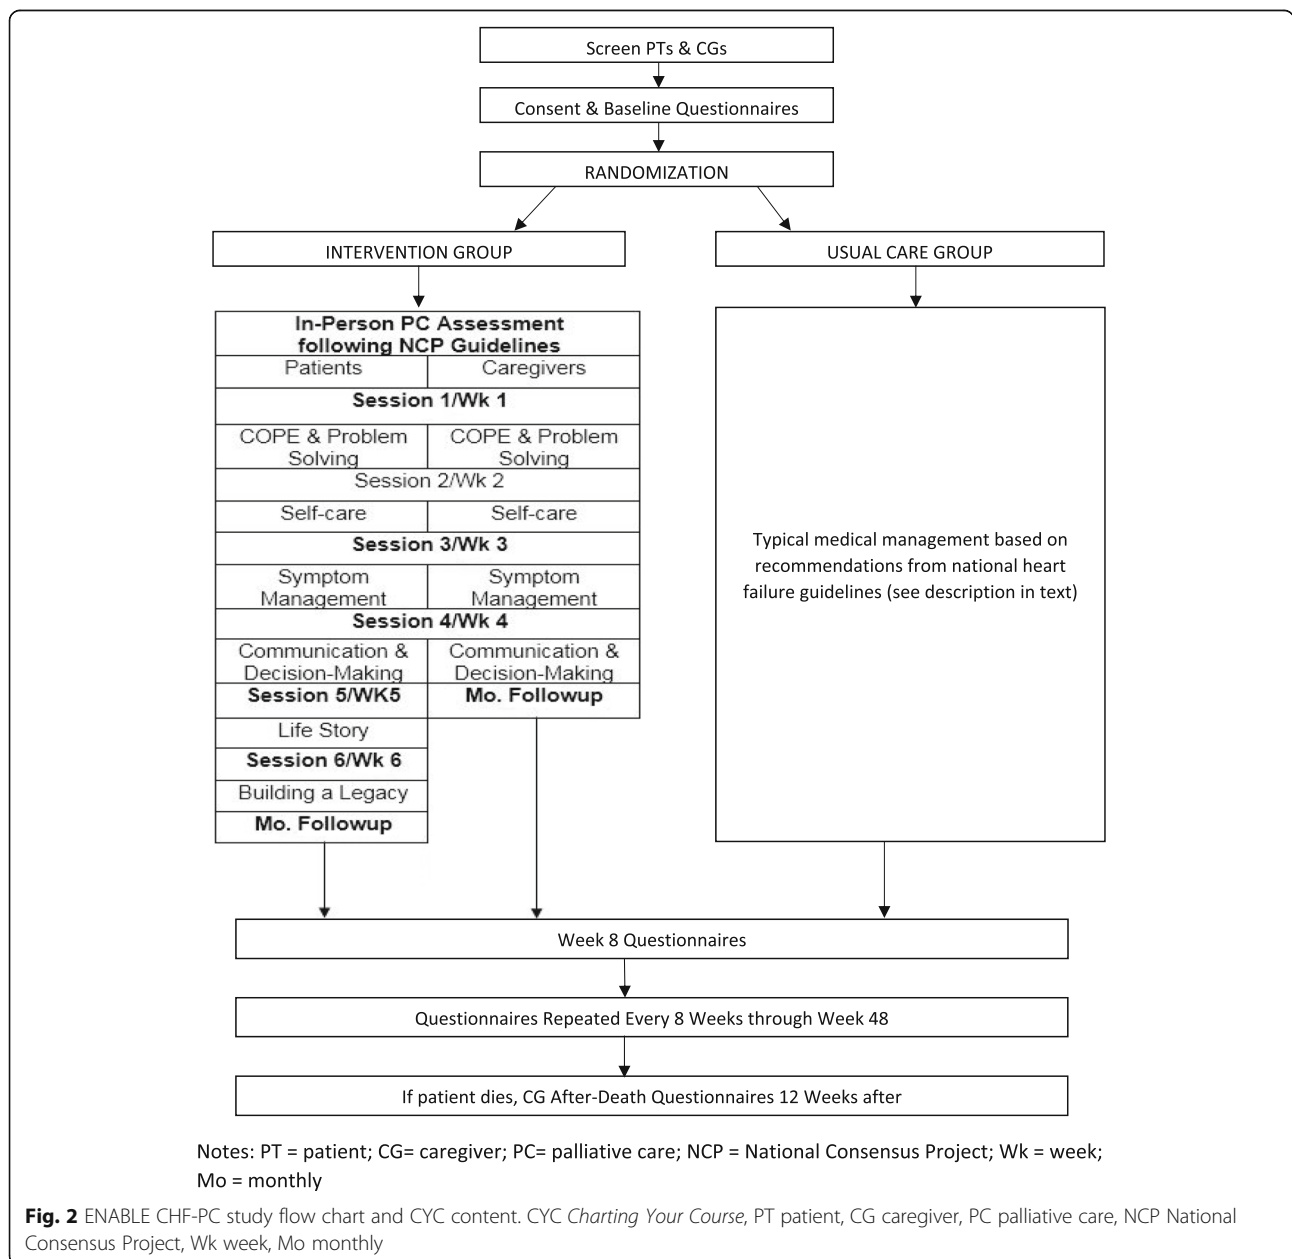 Screen PTs & CGs
Consent & Baseline Questionnaires
RANDOMIZATION
INTERVENTION GROUP
USUAL CARE GROUP
In-Person PC Assessment
following NCP Guidelines
Patients
Caregivers
Session 1/Wk 1
COPE & Problem
Solving
COPE & Problem
Solving
Session 2/Wk 2
Self-care
Self-care
Session 3/Wk 3
Symptom
Management
Symptom
Management
Session 4/Wk 4
Communication &
Decision-Making
Communication &
Decision-Making
Session 5/WK5
Mo. Followup
Life Story
Session 6/Wk 6
Building a Legacy
Mo. Followup
Typical medical management based on
recommendations from national heart
failure guidelines (see description in text)
Week 8 Questionnaires
Questionnaires Repeated Every 8 Weeks through Week 48
If patient dies, CG After-Death Questionnaires 12 Weeks after
Notes: PT = patient; CG= caregiver; PC= palliative care; NCP = National Consensus Project; Wk = week;
Mo = monthly
Fig. 2 ENABLE CHF-PC study flow chart and CYC content. CYC Charting Your Course, PT patient, CG caregiver, PC palliative care, NCP National
Consensus Project, Wk week, Mo monthly